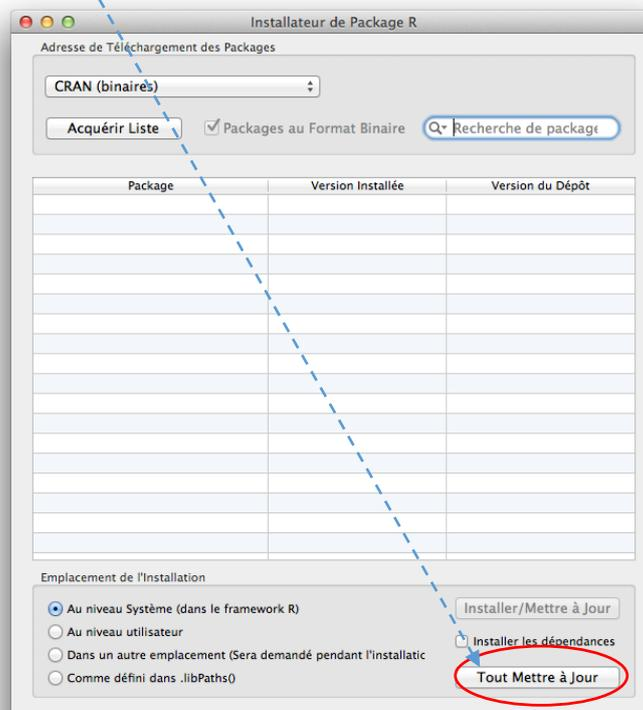 Installateur de Package R
Adresse de Téléchargement des Packages
CRAN (binaires)
Acquérir Liste
Packages au Format Binaire
Recherche de package
Package Version Installée Version du Dépôt
Emplacement de l'Installation
Au niveau Système (dans le framework R)
Installer/Mettre à Jour
Au niveau utilisateur
Installer les dépendances
Dans un autre emplacement (Sera demandé pendant l'installatic
Comme défini dans .libPaths()
Tout Mettre à Jour